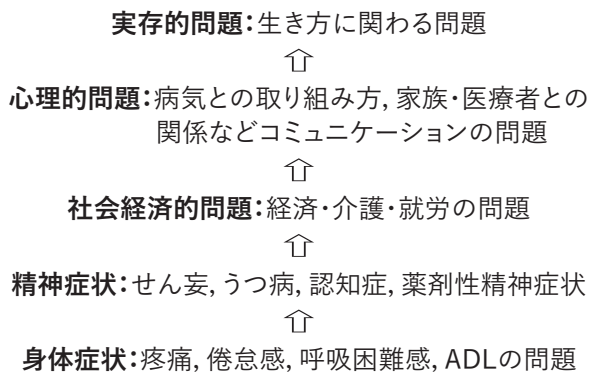 実存的問題：生き方に関わる問題
⇧
心理的問題：病気との取り組み方，家族・医療者との
関係などコミュニケーションの問題
⇧
社会経済的問題：経済・介護・就労の問題
⇧
精神症状：せん妄，うつ病，認知症，薬剤性精神症状
⇧
身体症状：疼痛，倦怠感，呼吸困難感，ADLの問題